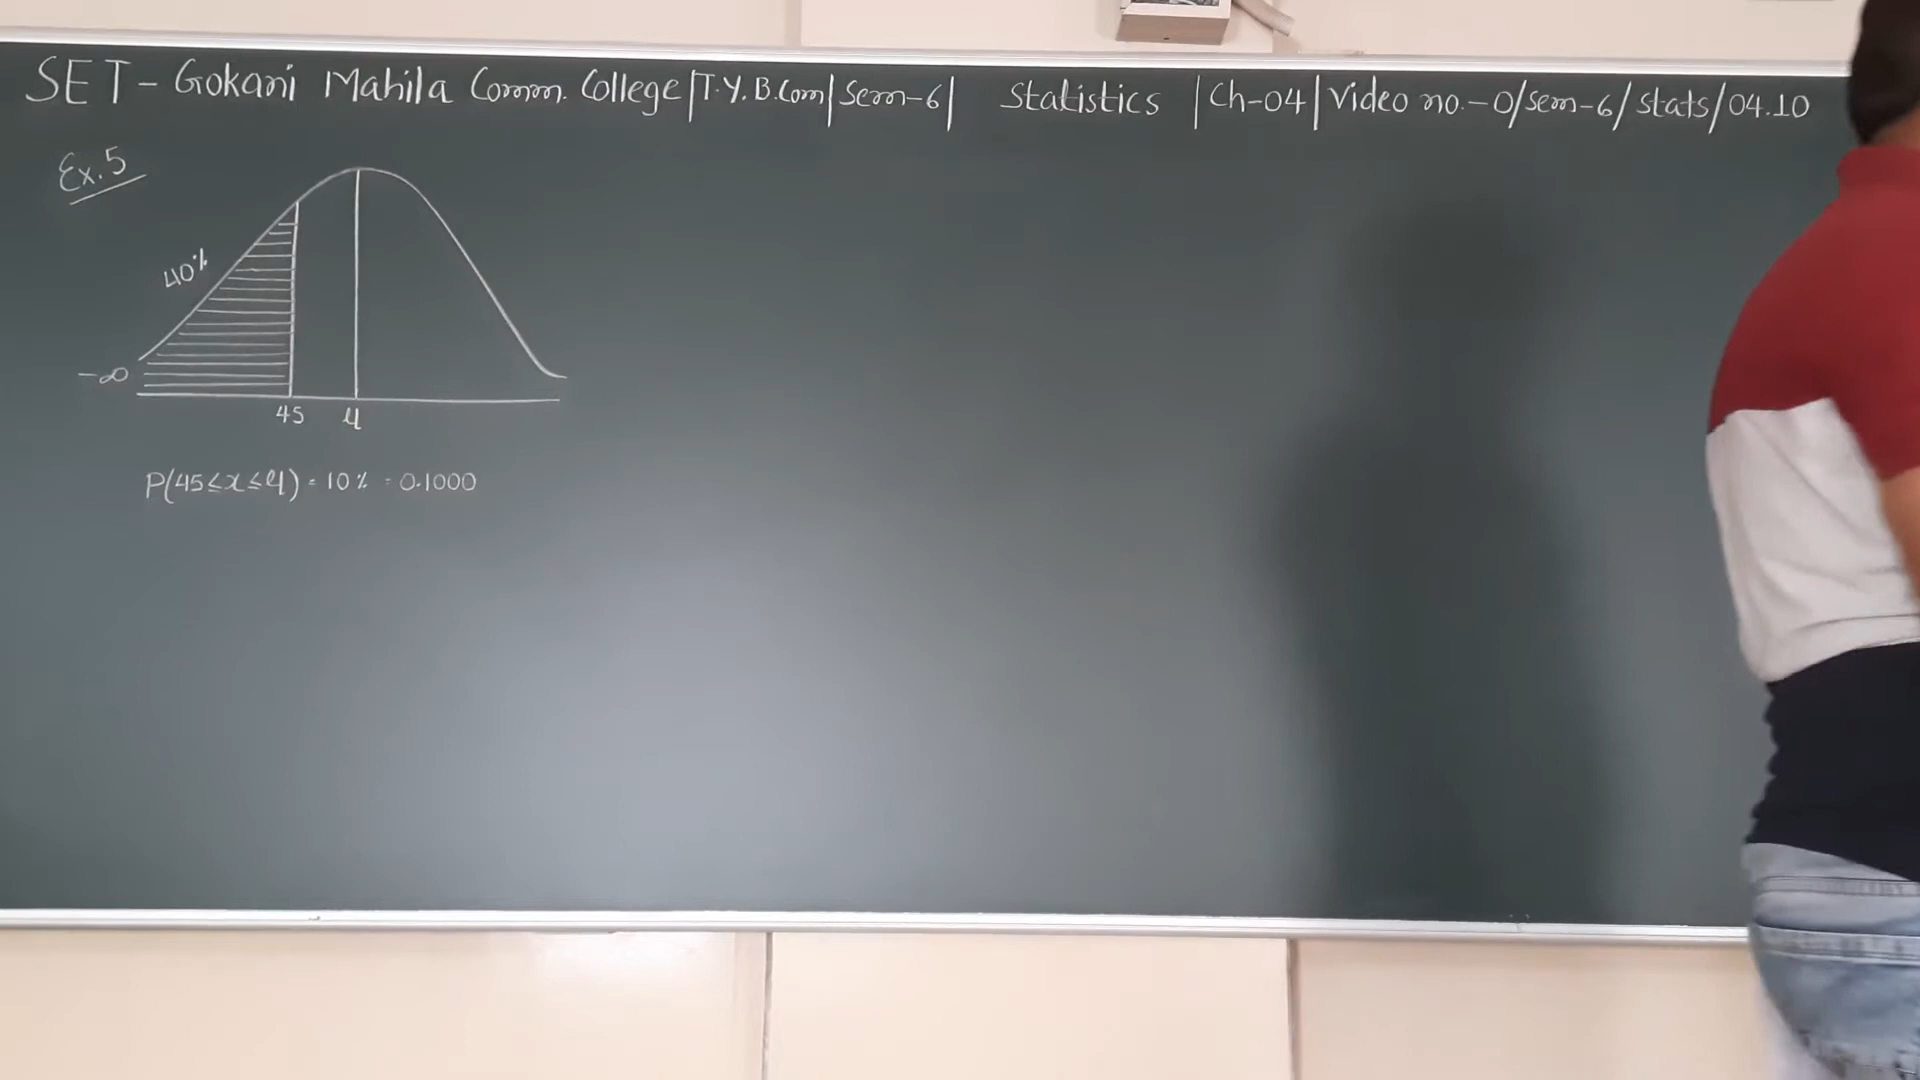 SET - Gokani Mahila Comm. College | T.Y.B.Com | Sem-6 | Statistics | Ch-04 | Video no. - 0/sem-6/stats/04.10
Ex. 5
40%
-∞
45 μ
P(45≤x≤μ) = 10% = 0.1000